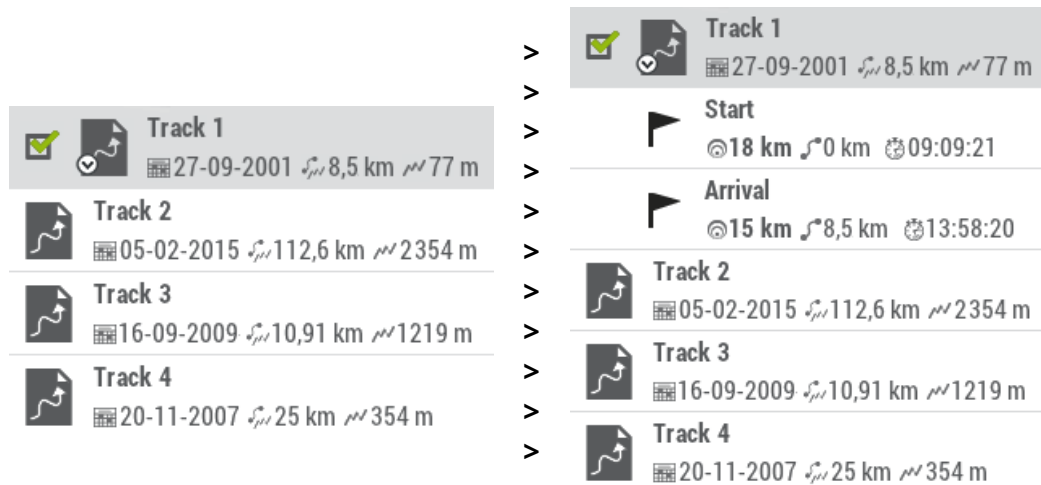 Track 1
27-09-2001 8,5 km 77 m
Track 2
05-02-2015 112,6 km 2354 m
Track 3
16-09-2009 10,91 km 1219 m
Track 4
20-11-2007 25 km 354 m
>
>
>
>
>
>
>
>
>
>
>
Track 1
27-09-2001 8,5 km 77 m
Start
18 km 0 km 09:09:21
Arrival
15 km 8,5 km 13:58:20
Track 2
05-02-2015 112,6 km 2354 m
Track 3
16-09-2009 10,91 km 1219 m
Track 4
20-11-2007 25 km 354 m